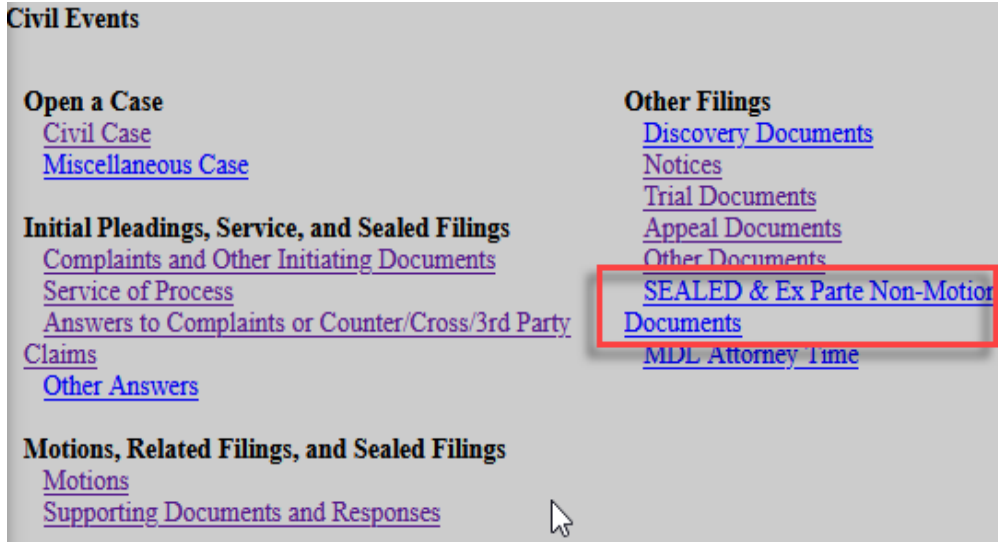 Civil Events
Open a Case
Civil Case
Miscellaneous Case
Initial Pleadings, Service, and Sealed Filings
Complaints and Other Initiating Documents
Service of Process
Answers to Complaints or Counter/Cross/3rd Party
Claims
Other Answers
Motions, Related Filings, and Sealed Filings
Motions
Supporting Documents and Responses
Other Filings
Discovery Documents
Notices
Trial Documents
Appeal Documents
Other Documents
SEALED & Ex Parte Non-Motion
Documents
MDL Attorney Time